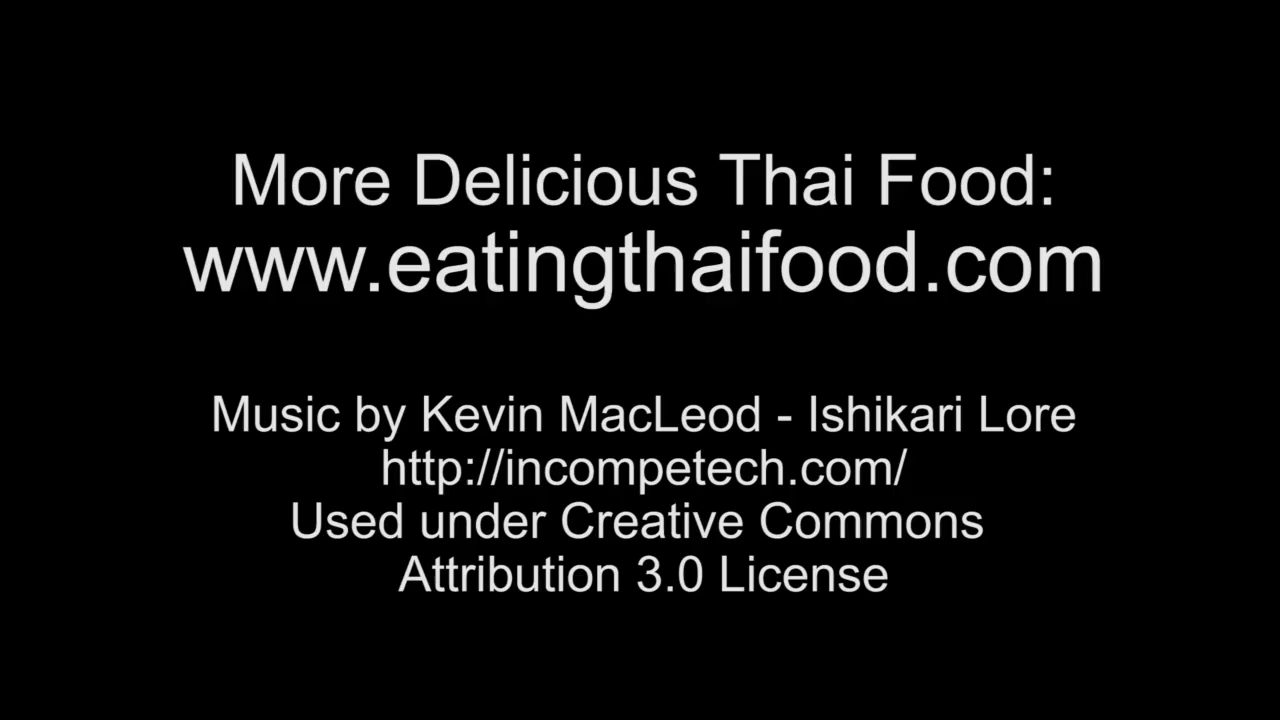 More Delicious Thai Food:
www.eatingthaifood.com
Music by Kevin MacLeod - Ishikari Lore
http://incompetech.com/
Used under Creative Commons
Attribution 3.0 License